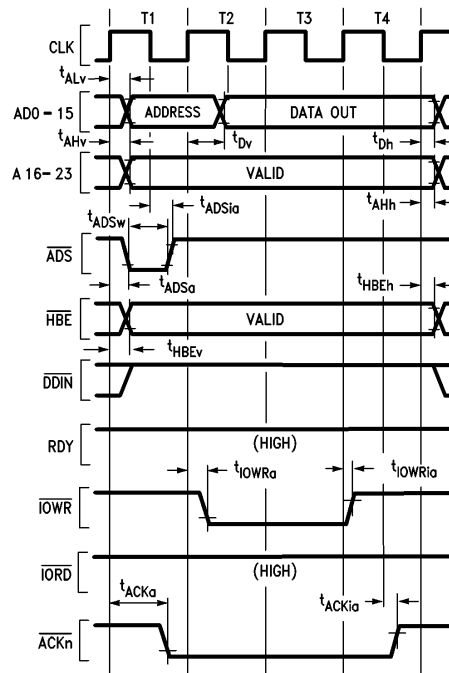 T1 T2 T3 T4
CLK
tALv
AD0-15 ADDRESS DATA OUT
tAHv tDv tDh
A16-23 VALID
tADSw tADSia tAHh
ADS
tADSa tHBEh
HBE VALID
tHBEv
DDIN
RDY (HIGH)
tIOWRa tIOWRia
IOWR
IORD (HIGH)
tACKa tACKia
ACKn